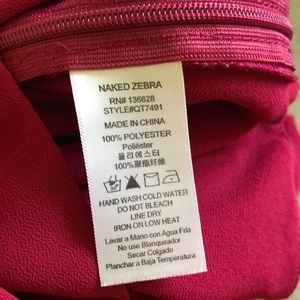 NAKED ZEBRA
RN# 136628
STYLE#QT7491
MADE IN CHINA
100% POLYESTER
Poliéster
폴리에스터
100%聚酯纤维
HAND WASH COLD WATER
DO NOT BLEACH
LINE DRY
IRON ON LOW HEAT
Lavar a Mano con Agua Fria
No use Blanqueador
Secar Colgado
Planchar a Baja Temperatura